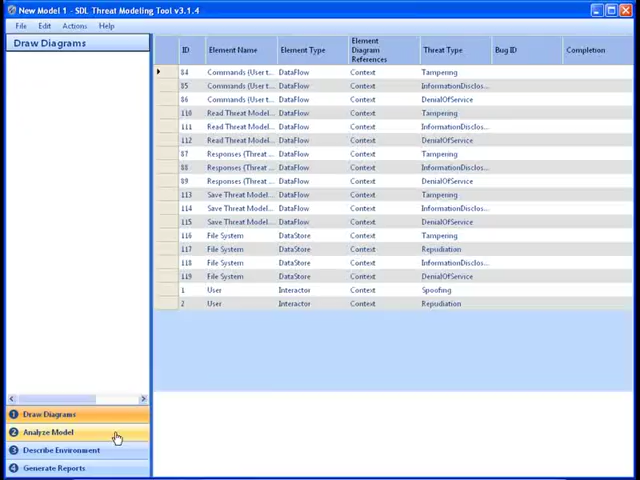 New Model 1 - SDL Threat Modeling Tool v3.1.4
File Edit Actions Help
Draw Diagrams
ID Element Name Element Type Element Diagram References Threat Type Bug ID Completion
84 Commands (User t... DataFlow Context Tampering
85 Commands (User t... DataFlow Context InformationDisclos...
86 Commands (User t... DataFlow Context DenialOfService
110 Read Threat Model... DataFlow Context Tampering
111 Read Threat Model... DataFlow Context InformationDisclos...
112 Read Threat Model... DataFlow Context DenialOfService
87 Responses (Threat ... DataFlow Context Tampering
88 Responses (Threat ... DataFlow Context InformationDisclos...
89 Responses (Threat ... DataFlow Context DenialOfService
113 Save Threat Model... DataFlow Context Tampering
114 Save Threat Model... DataFlow Context InformationDisclos...
115 Save Threat Model... DataFlow Context DenialOfService
116 File System DataStore Context Tampering
117 File System DataStore Context Repudiation
118 File System DataStore Context InformationDisclos...
119 File System DataStore Context DenialOfService
1 User Interactor Context Spoofing
2 User Interactor Context Repudiation
1 Draw Diagrams
2 Analyze Model
3 Describe Environment
4 Generate Reports